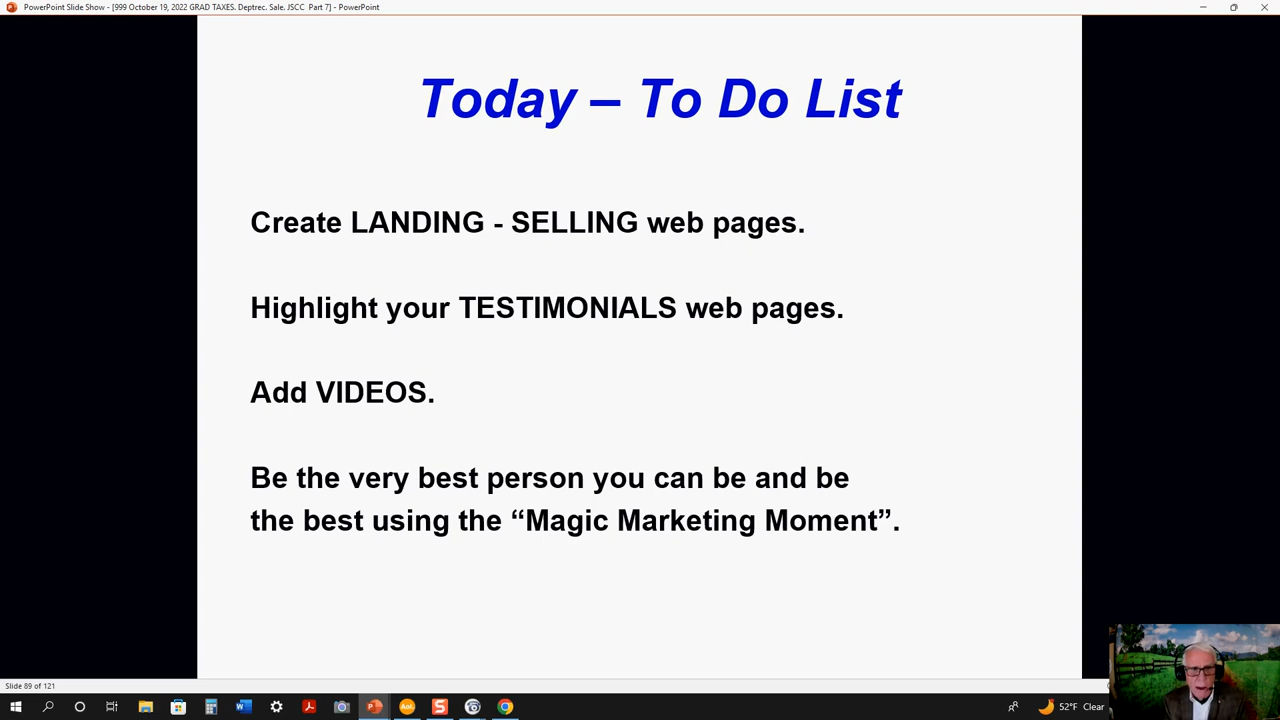 PowerPoint Slide Show - [999 October 19, 2022 GRAD TAXES. Deptrec. Sale. JSCC  Part 7] - PowerPoint
Today – To Do List
Create LANDING - SELLING web pages.
Highlight your TESTIMONIALS web pages.
Add VIDEOS.
Be the very best person you can be and be
the best using the “Magic Marketing Moment”.
Slide 89 of 121
52°F Clear